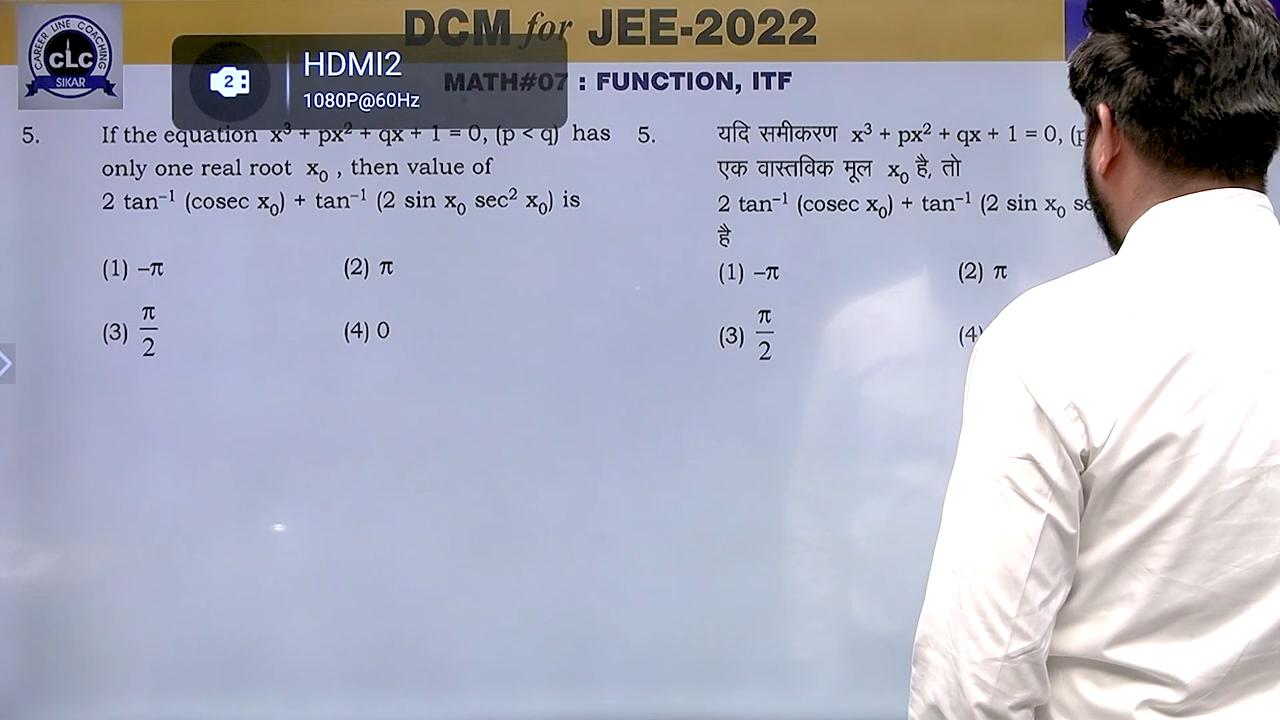 DCM for JEE-2022
CAREER LINE COACHING
CLC
SIKAR
2
HDMI2
1080P@60Hz
MATH#07 : FUNCTION, ITF
5. If the equation x³ + px² + qx + 1 = 0, (p < q) has
only one real root x₀ , then value of
2 tan⁻¹ (cosec x₀) + tan⁻¹ (2 sin x₀ sec² x₀) is
(1) –π (2) π
(3) π/2 (4) 0
5. यदि समीकरण x³ + px² + qx + 1 = 0, (p
एक वास्तविक मूल x₀ है, तो
2 tan⁻¹ (cosec x₀) + tan⁻¹ (2 sin x₀
है
(1) –π (2) π
(3) π/2 (4)